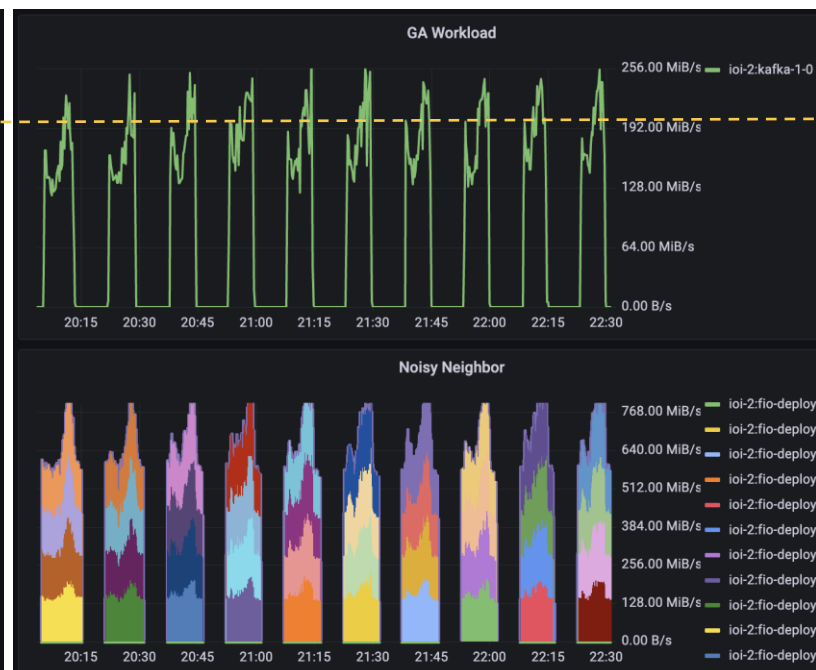 GA Workload
256.00 MiB/s
ioi-2:kafka-1-0
192.00 MiB/s
128.00 MiB/s
64.00 MiB/s
0.00 B/s
20:15 20:30 20:45 21:00 21:15 21:30 21:45 22:00 22:15 22:30
Noisy Neighbor
768.00 MiB/s
ioi-2:fio-deploy
ioi-2:fio-deploy
640.00 MiB/s
ioi-2:fio-deploy
512.00 MiB/s
ioi-2:fio-deploy
ioi-2:fio-deploy
384.00 MiB/s
ioi-2:fio-deploy
256.00 MiB/s
ioi-2:fio-deploy
ioi-2:fio-deploy
128.00 MiB/s
ioi-2:fio-deploy
ioi-2:fio-deploy
0.00 B/s
ioi-2:fio-deploy
20:15 20:30 20:45 21:00 21:15 21:30 21:45 22:00 22:15 22:30